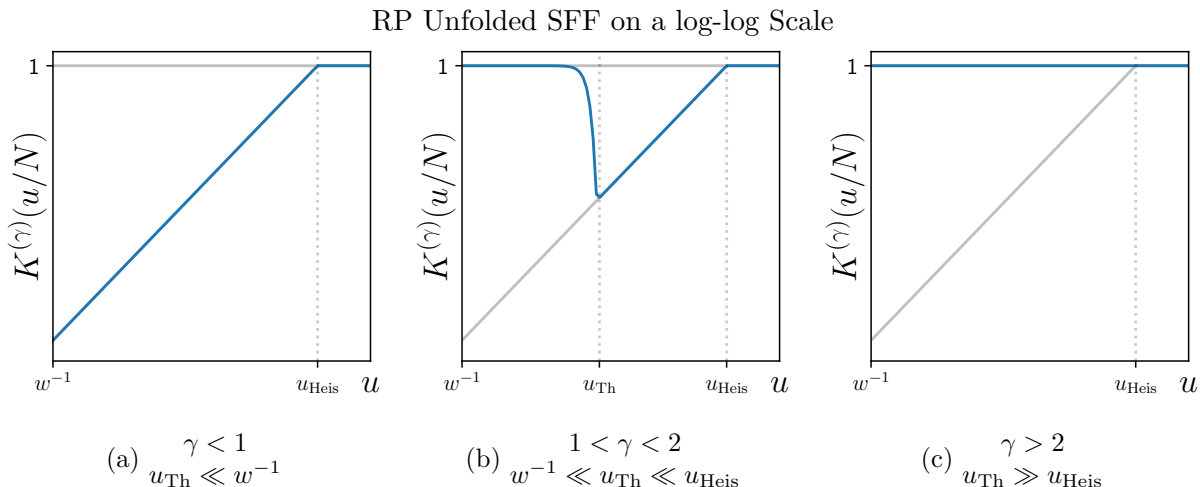 RP Unfolded SFF on a log-log Scale
1
K^(γ)(u/N)
w⁻¹
u_Heis
u
1
K^(γ)(u/N)
w⁻¹
u_Th
u_Heis
u
1
K^(γ)(u/N)
w⁻¹
u_Heis
u
(a) γ < 1
u_Th ≪ w⁻¹
(b) 1 < γ < 2
w⁻¹ ≪ u_Th ≪ u_Heis
(c) γ > 2
u_Th ≫ u_Heis